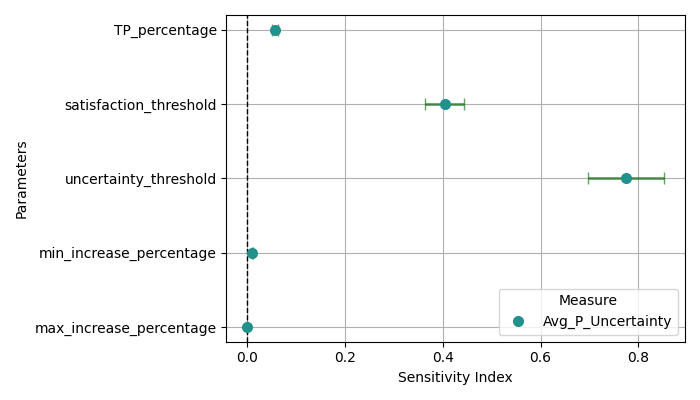 TP_percentage
satisfaction_threshold
uncertainty_threshold
min_increase_percentage
max_increase_percentage
Parameters
0.0 0.2 0.4 0.6 0.8
Sensitivity Index
Measure
Avg_P_Uncertainty